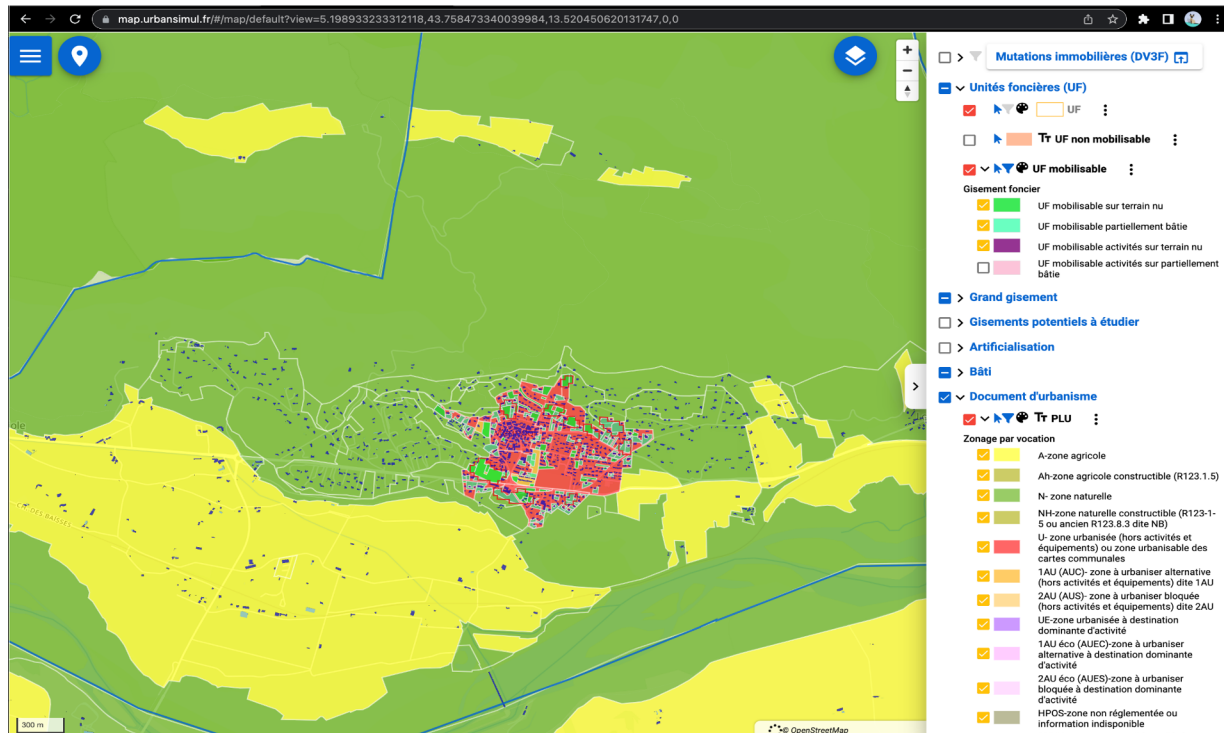 map.urbansimul.fr/#/map/default?view=5.198933233312118,43.758473340039984,13.520450620131747,0,0
Mutations immobilières (DV3F)
Unités foncières (UF)
UF
Tт UF non mobilisable
UF mobilisable
Gisement foncier
UF mobilisable sur terrain nu
UF mobilisable partiellement bâtie
UF mobilisable activités sur terrain nu
UF mobilisable activités sur partiellement
bâtie
Grand gisement
Gisements potentiels à étudier
Artificialisation
Bâti
Document d'urbanisme
Tт PLU
Zonage par vocation
A-zone agricole
Ah-zone agricole constructible (R123.1.5)
N- zone naturelle
NH-zone naturelle constructible (R123-1-
5 ou ancien R123.8.3 dite NB)
U- zone urbanisée (hors activités et
équipements) ou zone urbanisable des
cartes communales
1AU (AUC)- zone à urbaniser alternative
(hors activités et équipements) dite 1AU
2AU (AUS)- zone à urbaniser bloquée
(hors activités et équipements) dite 2AU
UE-zone urbanisée à destination
dominante d'activité
1AU éco (AUEC)-zone à urbaniser
alternative à destination dominante
d'activité
2AU éco (AUES)-zone à urbaniser
bloquée à destination dominante
d'activité
HPOS-zone non réglementée ou
information indisponible
300 m
© OpenStreetMap